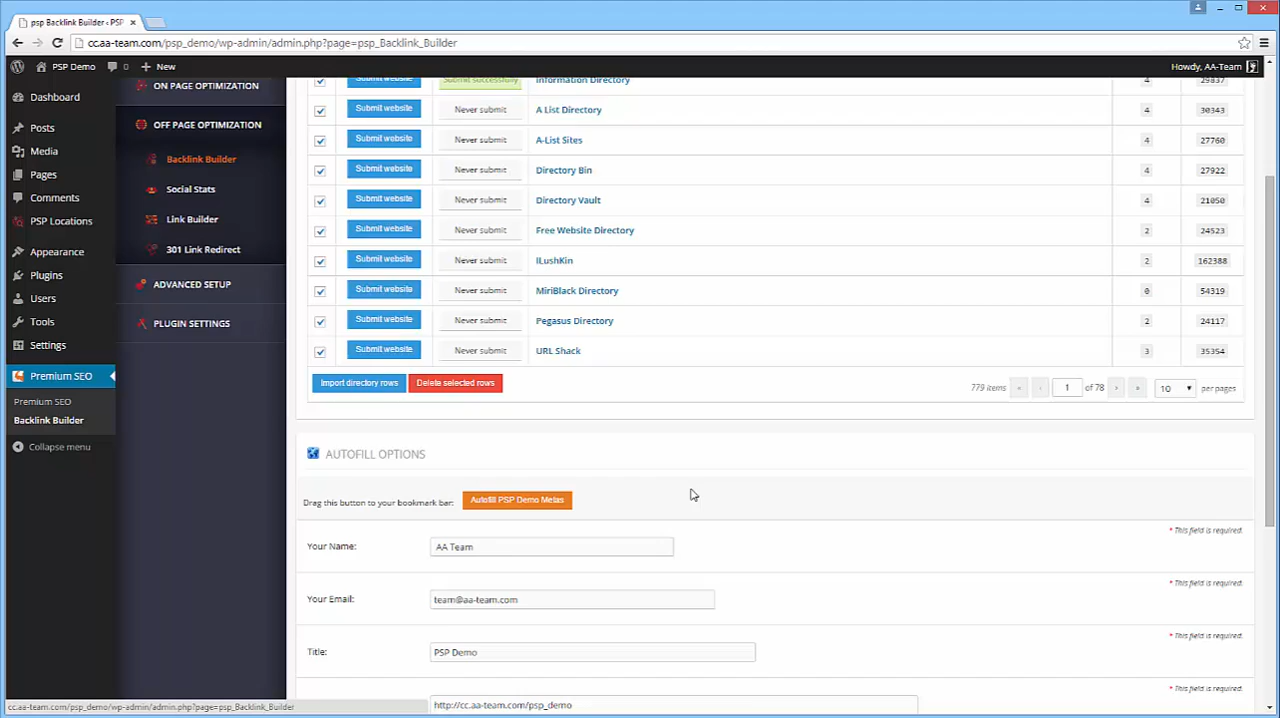 psp Backlink Builder ‹ PSP
cc.aa-team.com/psp_demo/wp-admin/admin.php?page=psp_Backlink_Builder
PSP Demo 0 + New Howdy, AA-Team
Dashboard
Posts
Media
Pages
Comments
PSP Locations
Appearance
Plugins
Users
Tools
Settings
Premium SEO
Premium SEO
Backlink Builder
Collapse menu
ON PAGE OPTIMIZATION
OFF PAGE OPTIMIZATION
Backlink Builder
Social Stats
Link Builder
301 Link Redirect
ADVANCED SETUP
PLUGIN SETTINGS
Submit website Submit successfully Information Directory 4 29837
Submit website Never submit A List Directory 4 30343
Submit website Never submit A-List Sites 4 27760
Submit website Never submit Directory Bin 4 27922
Submit website Never submit Directory Vault 4 21050
Submit website Never submit Free Website Directory 2 24523
Submit website Never submit ILushKin 2 162388
Submit website Never submit MiriBlack Directory 0 54319
Submit website Never submit Pegasus Directory 2 24117
Submit website Never submit URL Shack 3 35354
Import directory rows Delete selected rows 779 items « ‹ 1 of 78 › » 10 per pages
AUTOFILL OPTIONS
Drag this button to your bookmark bar: Autofill PSP Demo Metas
* This field is required.
Your Name: AA Team
* This field is required.
Your Email: team@aa-team.com
* This field is required.
Title: PSP Demo
* This field is required.
http://cc.aa-team.com/psp_demo
cc.aa-team.com/psp_demo/wp-admin/admin.php?page=psp_Backlink_Builder